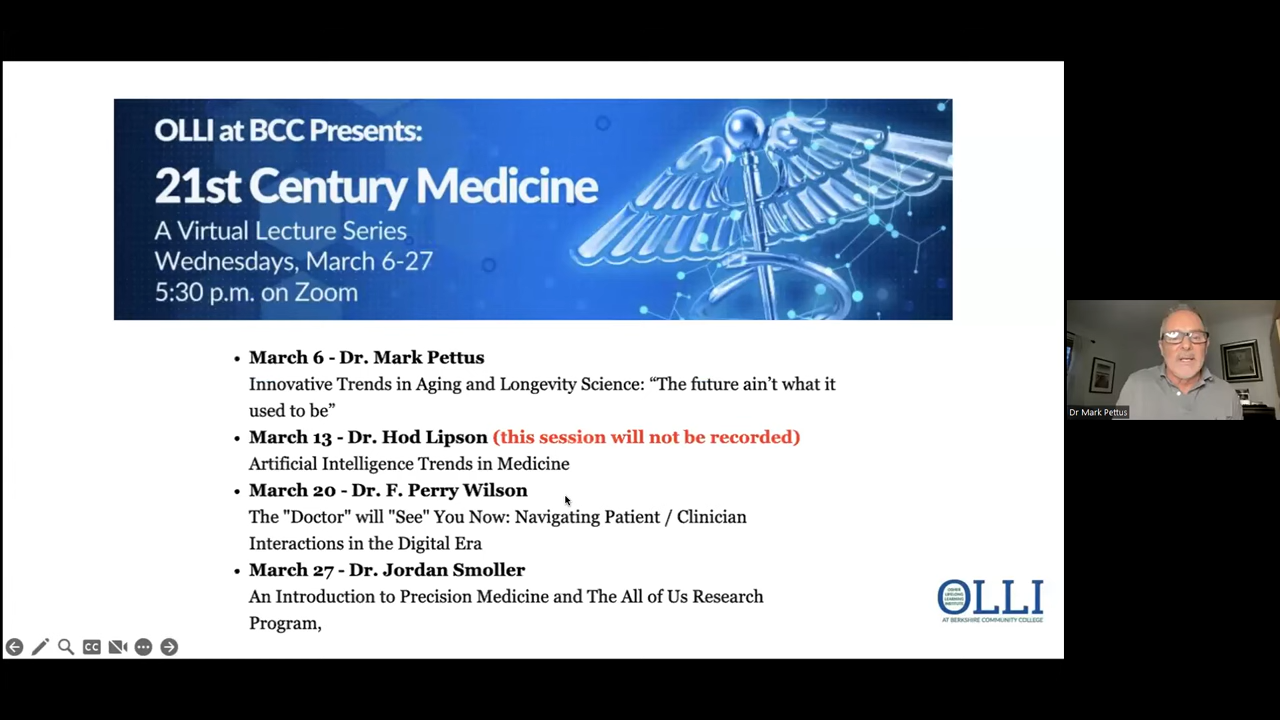 OLLI at BCC Presents:
21st Century Medicine
A Virtual Lecture Series
Wednesdays, March 6-27
5:30 p.m. on Zoom
• March 6 - Dr. Mark Pettus
Innovative Trends in Aging and Longevity Science: “The future ain’t what it
used to be”
• March 13 - Dr. Hod Lipson (this session will not be recorded)
Artificial Intelligence Trends in Medicine
• March 20 - Dr. F. Perry Wilson
The "Doctor" will "See" You Now: Navigating Patient / Clinician
Interactions in the Digital Era
• March 27 - Dr. Jordan Smoller
An Introduction to Precision Medicine and The All of Us Research
Program,
OSHER
LIFELONG
LEARNING
INSTITUTE
OLLI
AT BERKSHIRE COMMUNITY COLLEGE
CC
Dr Mark Pettus